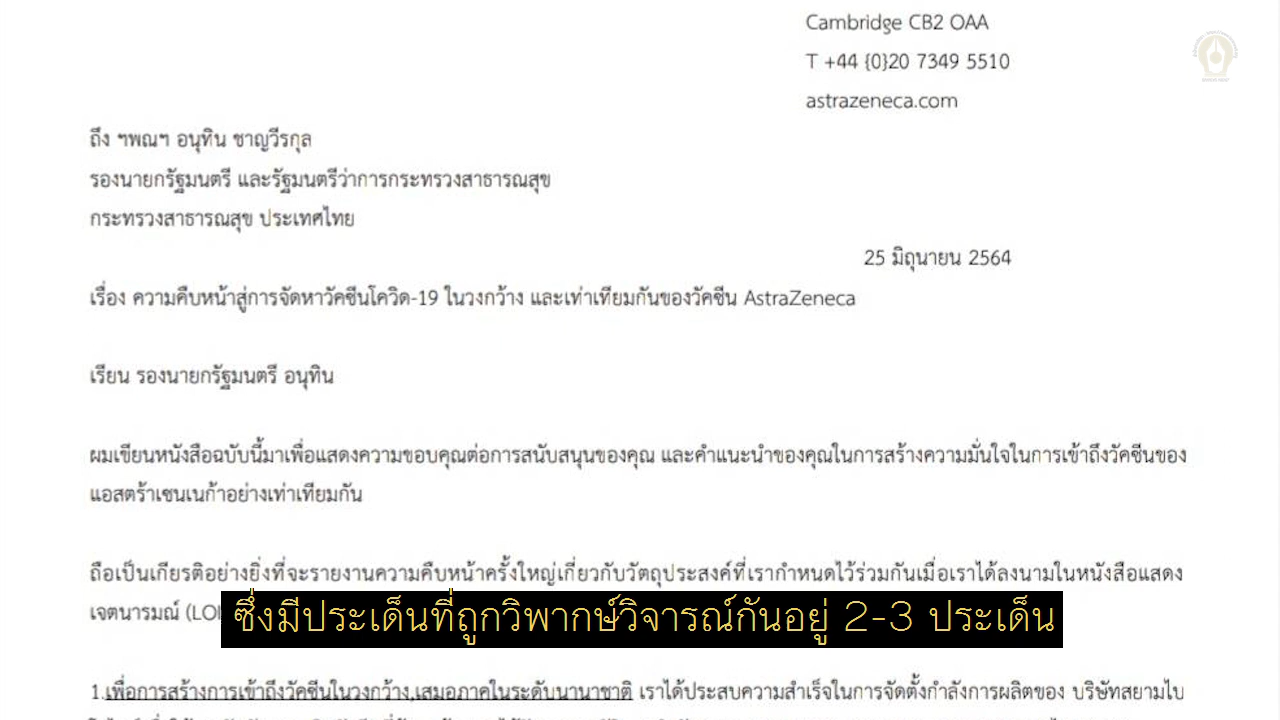 Cambridge CB2 OAA
T +44 {0}20 7349 5510
astrazeneca.com
ถึง ฯพณฯ อนุทิน ชาญวีรกุล
รองนายกรัฐมนตรี และรัฐมนตรีว่าการกระทรวงสาธารณสุข
กระทรวงสาธารณสุข ประเทศไทย
25 มิถุนายน 2564
เรื่อง ความคืบหน้าสู่การจัดหาวัคซีนโควิด-19 ในวงกว้าง และเท่าเทียมกันของวัคซีน AstraZeneca
เรียน รองนายกรัฐมนตรี อนุทิน
ผมเขียนหนังสือฉบับนี้มาเพื่อแสดงความขอบคุณต่อการสนับสนุนของคุณ และคำแนะนำของคุณในการสร้างความมั่นใจในการเข้าถึงวัคซีนของ
แอสตร้าเซนเนก้าอย่างเท่าเทียมกัน
ถือเป็นเกียรติอย่างยิ่งที่จะรายงานความคืบหน้าครั้งใหญ่เกี่ยวกับวัตถุประสงค์ที่เรากำหนดไว้ร่วมกันเมื่อเราได้ลงนามในหนังสือแสดง
เจตนารมณ์
ซึ่งมีประเด็นที่ถูกวิพากษ์วิจารณ์กันอยู่ 2-3 ประเด็น
1.เพื่อการสร้างการเข้าถึงวัคซีนในวงกว้าง,เสมอภาคในระดับนานาชาติ เราได้ประสบความสำเร็จในการจัดตั้งกำลังการผลิตของ บริษัทสยามไบ